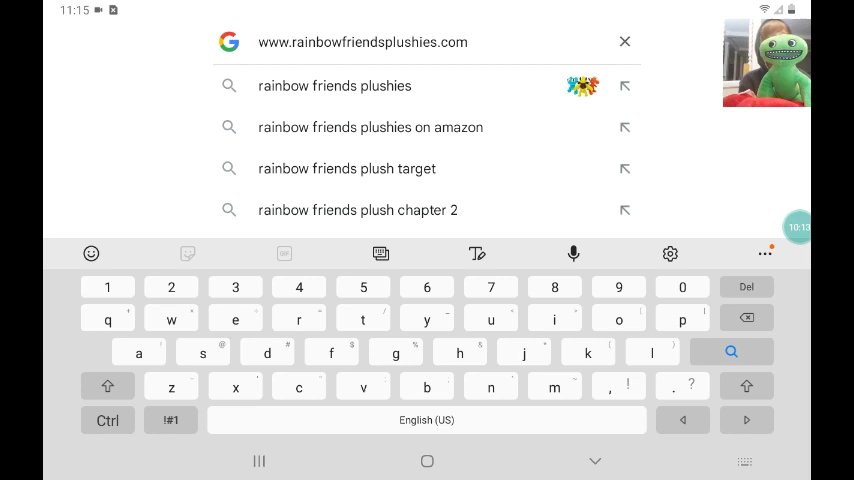 11:15
www.rainbowfriendsplushies.com
rainbow friends plushies
rainbow friends plushies on amazon
rainbow friends plush target
rainbow friends plush chapter 2
10:13
GIF
1 2 3 4 5 6 7 8 9 0 Del
q w e r t y u i o p
a s d f g h j k l
z x c v b n m , ! . ?
Ctrl !#1 English (US)